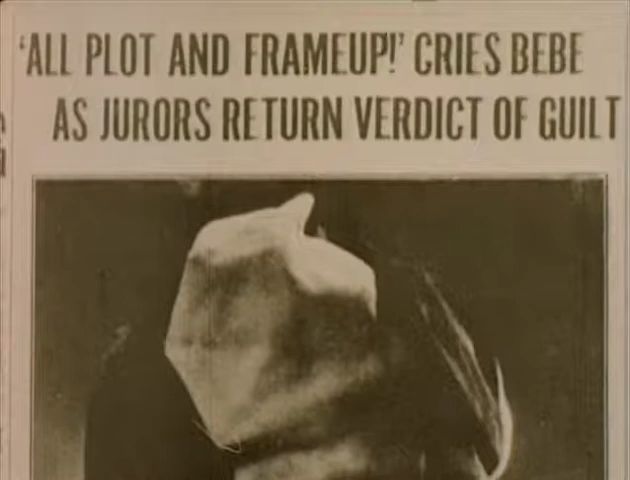 'ALL PLOT AND FRAMEUP!' CRIES BEBE
AS JURORS RETURN VERDICT OF GUILT